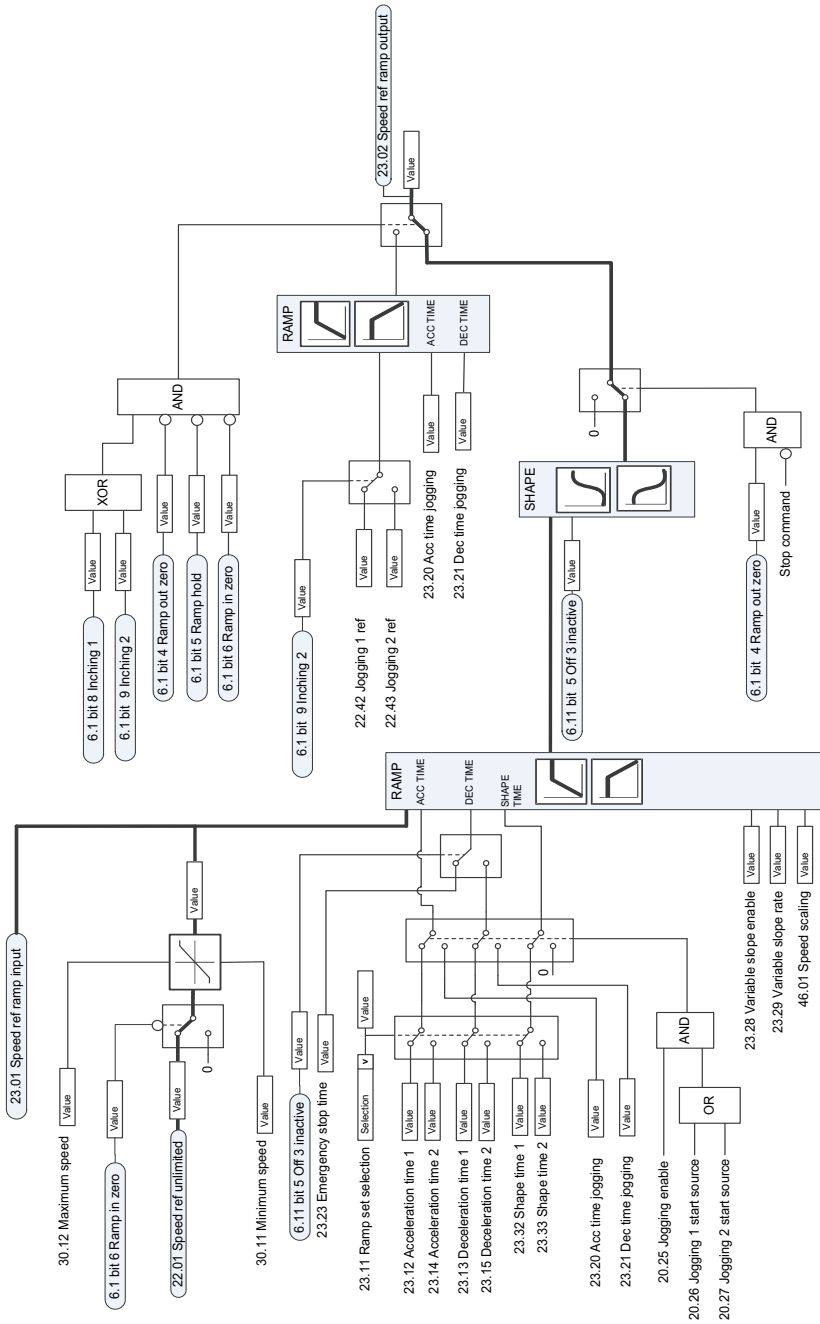 23.01 Speed ref ramp input
30.12 Maximum speed
Value
6.1 bit 6 Ramp in zero
Value
22.01 Speed ref unlimited
Value
0
Value
30.11 Minimum speed
Value
6.11 bit 5 Off 3 inactive
Value
23.23 Emergency stop time
Value
23.11 Ramp set selection
Selection
v
Value
23.12 Acceleration time 1
Value
23.14 Acceleration time 2
Value
23.13 Deceleration time 1
Value
23.15 Deceleration time 2
Value
23.32 Shape time 1
Value
23.33 Shape time 2
Value
0
23.20 Acc time jogging
Value
23.21 Dec time jogging
Value
20.25 Jogging enable
20.26 Jogging 1 start source
20.27 Jogging 2 start source
OR
AND
23.28 Variable slope enable
Value
23.29 Variable slope rate
Value
46.01 Speed scaling
Value
RAMP
ACC TIME
DEC TIME
SHAPE
TIME
6.1 bit 8 Inching 1
Value
6.1 bit 9 Inching 2
Value
XOR
6.1 bit 4 Ramp out zero
Value
6.1 bit 5 Ramp hold
Value
6.1 bit 6 Ramp in zero
Value
AND
6.1 bit 9 Inching 2
Value
22.42 Jogging 1 ref
Value
22.43 Jogging 2 ref
Value
23.20 Acc time jogging
Value
23.21 Dec time jogging
Value
RAMP
ACC TIME
DEC TIME
6.11 bit 5 Off 3 inactive
SHAPE
0
6.1 bit 4 Ramp out zero
Value
Stop command
AND
Value
23.02 Speed ref ramp output